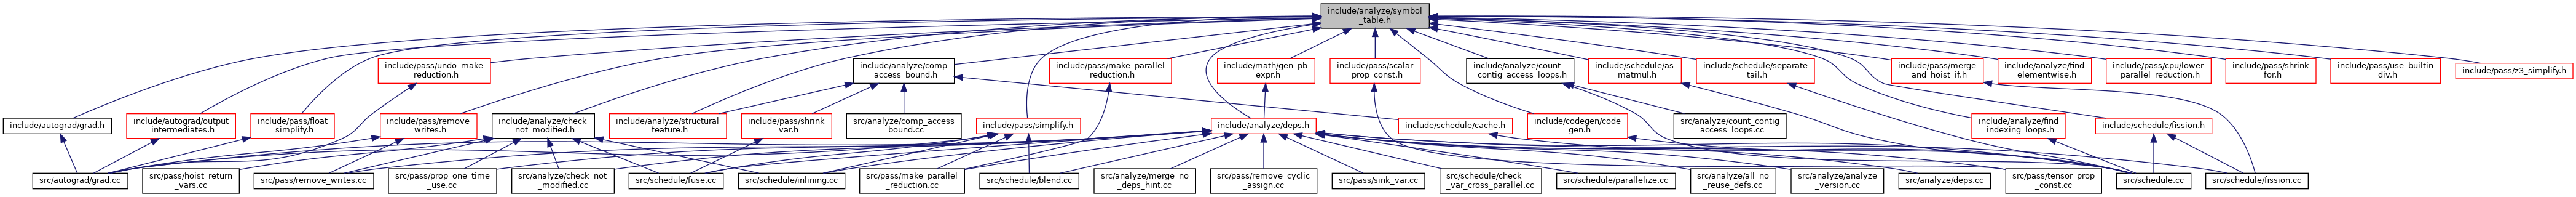 include/analyze/symbol
_table.h
include/pass/undo_make
_reduction.h
include/analyze/comp
_access_bound.h
include/pass/make_parallel
_reduction.h
include/math/gen_pb
_expr.h
include/pass/scalar
_prop_const.h
include/analyze/count
_contig_access_loops.h
include/schedule/as
_matmul.h
include/schedule/separate
_tail.h
include/pass/merge
_and_hoist_if.h
include/analyze/find
_elementwise.h
include/pass/cpu/lower
_parallel_reduction.h
include/pass/shrink
_for.h
include/pass/use_builtin
_div.h
include/pass/z3_simplify.h
include/autograd/grad.h
include/autograd/output
_intermediates.h
include/pass/float
_simplify.h
include/pass/remove
_writes.h
include/analyze/check
_not_modified.h
include/analyze/structural
_feature.h
include/pass/shrink
_var.h
src/analyze/comp_access
_bound.cc
include/pass/simplify.h
include/analyze/deps.h
include/schedule/cache.h
include/codegen/code
_gen.h
src/analyze/count_contig
_access_loops.cc
include/analyze/find
_indexing_loops.h
include/schedule/fission.h
src/autograd/grad.cc
src/pass/hoist_return
_vars.cc
src/pass/remove_writes.cc
src/pass/prop_one_time
_use.cc
src/analyze/check_not
_modified.cc
src/schedule/fuse.cc
src/schedule/inlining.cc
src/pass/make_parallel
_reduction.cc
src/schedule/blend.cc
src/analyze/merge_no
_deps_hint.cc
src/pass/remove_cyclic
_assign.cc
src/pass/sink_var.cc
src/schedule/check
_var_cross_parallel.cc
src/schedule/parallelize.cc
src/analyze/all_no
_reuse_defs.cc
src/analyze/analyze
_version.cc
src/analyze/deps.cc
src/pass/tensor_prop
_const.cc
src/schedule.cc
src/schedule/fission.cc